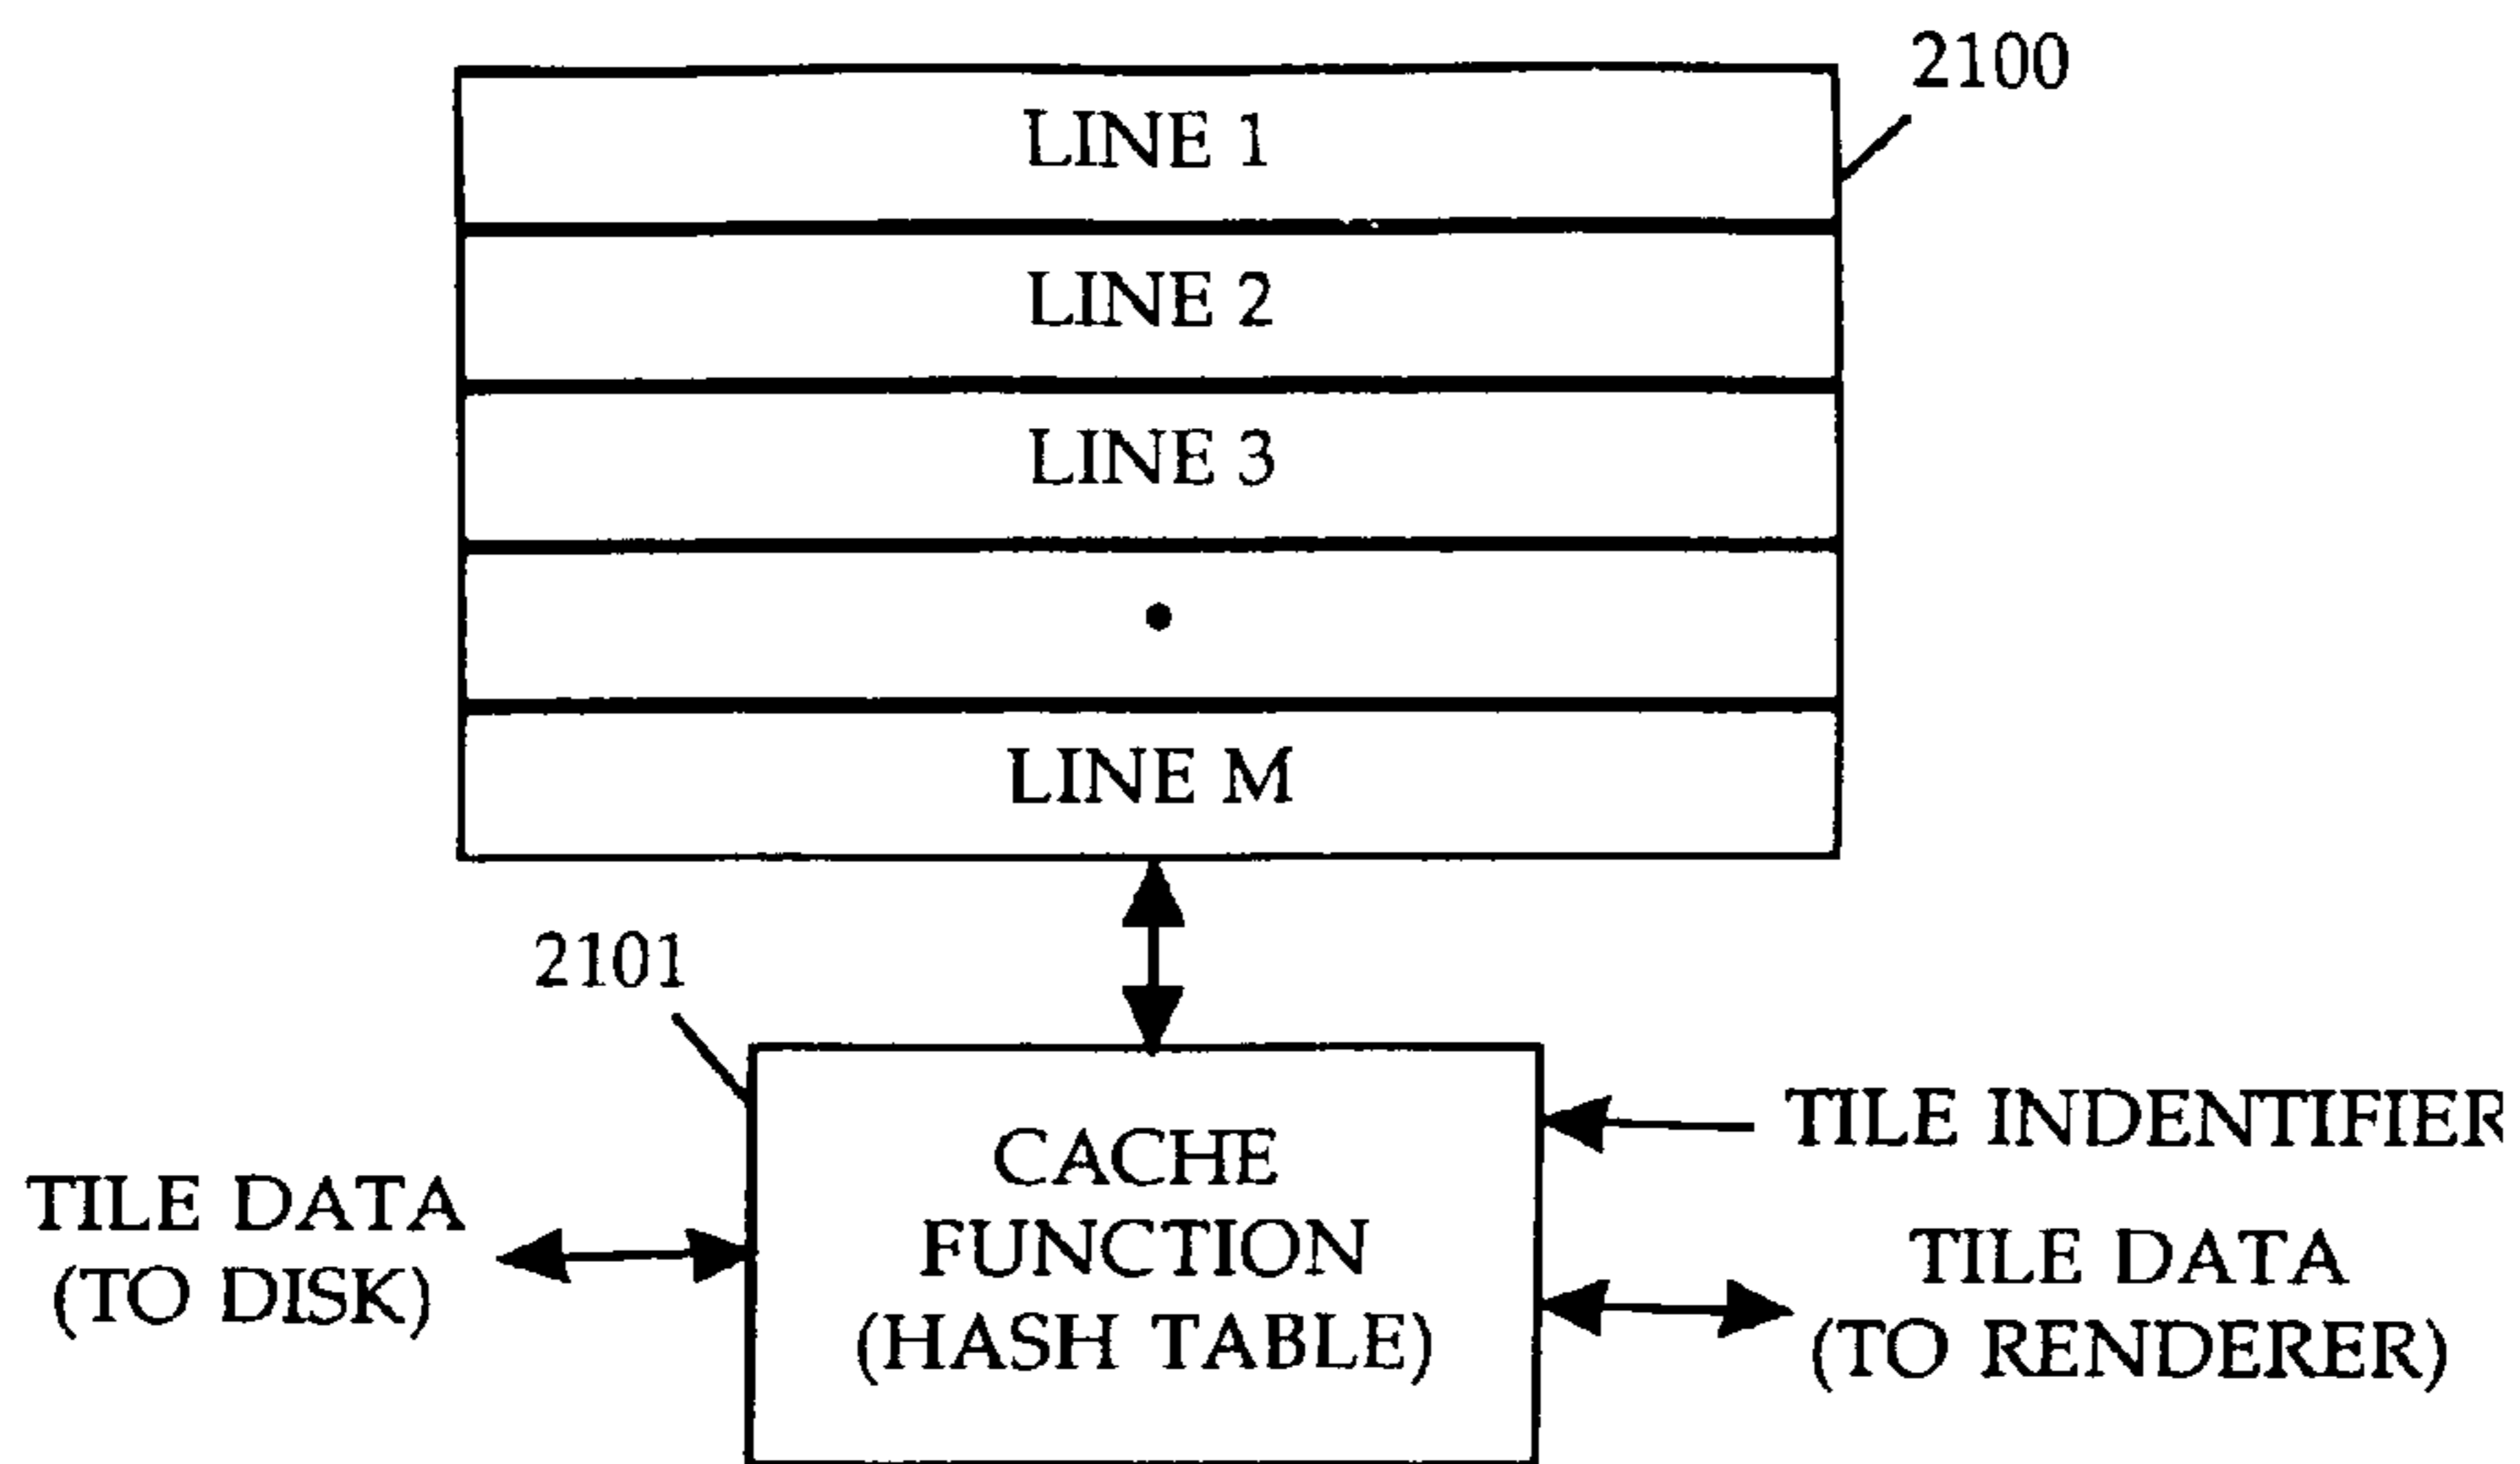 2100
LINE 1
LINE 2
LINE 3
•
LINE M
2101
CACHE
FUNCTION
(HASH TABLE)
TILE DATA
(TO DISK)
TILE INDENTIFIER
TILE DATA
(TO RENDERER)